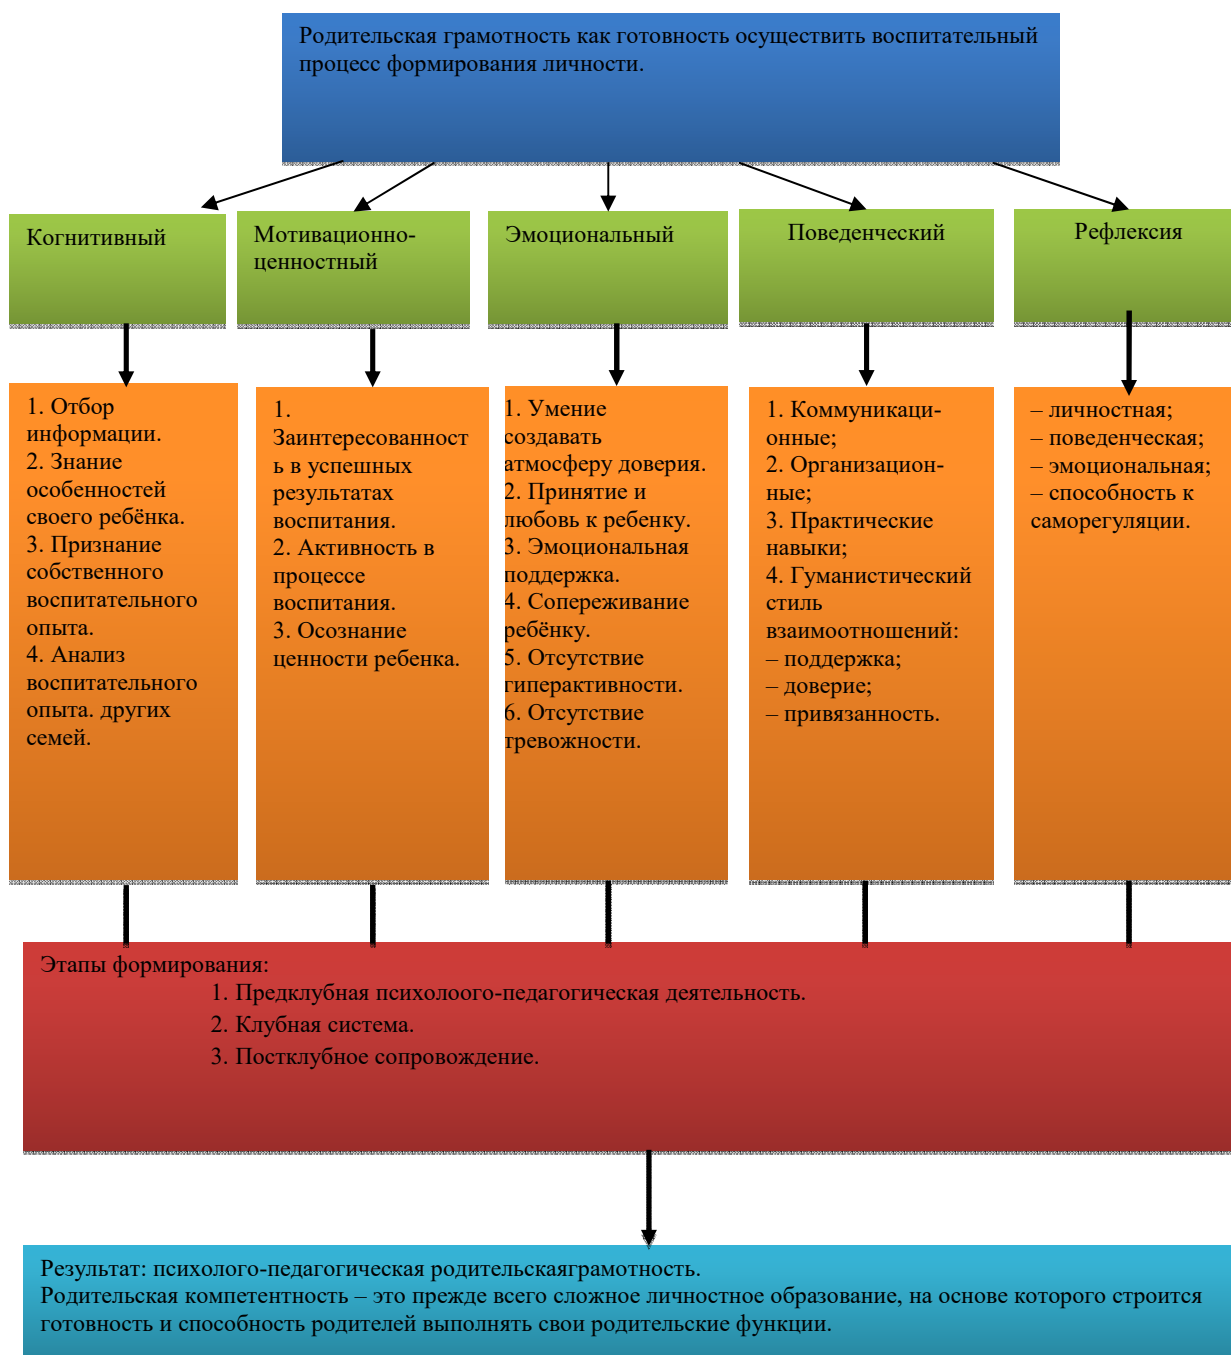 Родительская грамотность как готовность осуществить воспитательный
процесс формирования личности.
Когнитивный
Мотивационно-
ценностный
Эмоциональный
Поведенческий
Рефлексия
1. Отбор
информации.
2. Знание
особенностей
своего ребёнка.
3. Признание
собственного
воспитательного
опыта.
4. Анализ
воспитательного
опыта. других
семей.
1.
Заинтересованност
ь в успешных
результатах
воспитания.
2. Активность в
процессе
воспитания.
3. Осознание
ценности ребенка.
1. Умение
создавать
атмосферу доверия.
2. Принятие и
любовь к ребенку.
3. Эмоциональная
поддержка.
4. Сопереживание
ребёнку.
5. Отсутствие
гиперактивности.
6. Отсутствие
тревожности.
1. Коммуникаци-
онные;
2. Организацион-
ные;
3. Практические
навыки;
4. Гуманистический
стиль
взаимоотношений:
– поддержка;
– доверие;
– привязанность.
– личностная;
– поведенческая;
– эмоциональная;
– способность к
саморегуляции.
Этапы формирования:
1. Предклубная психолоого-педагогическая деятельность.
2. Клубная система.
3. Постклубное сопровождение.
Результат: психолого-педагогическая родительскаяграмотность.
Родительская компетентность – это прежде всего сложное личностное образование, на основе которого строится
готовность и способность родителей выполнять свои родительские функции.